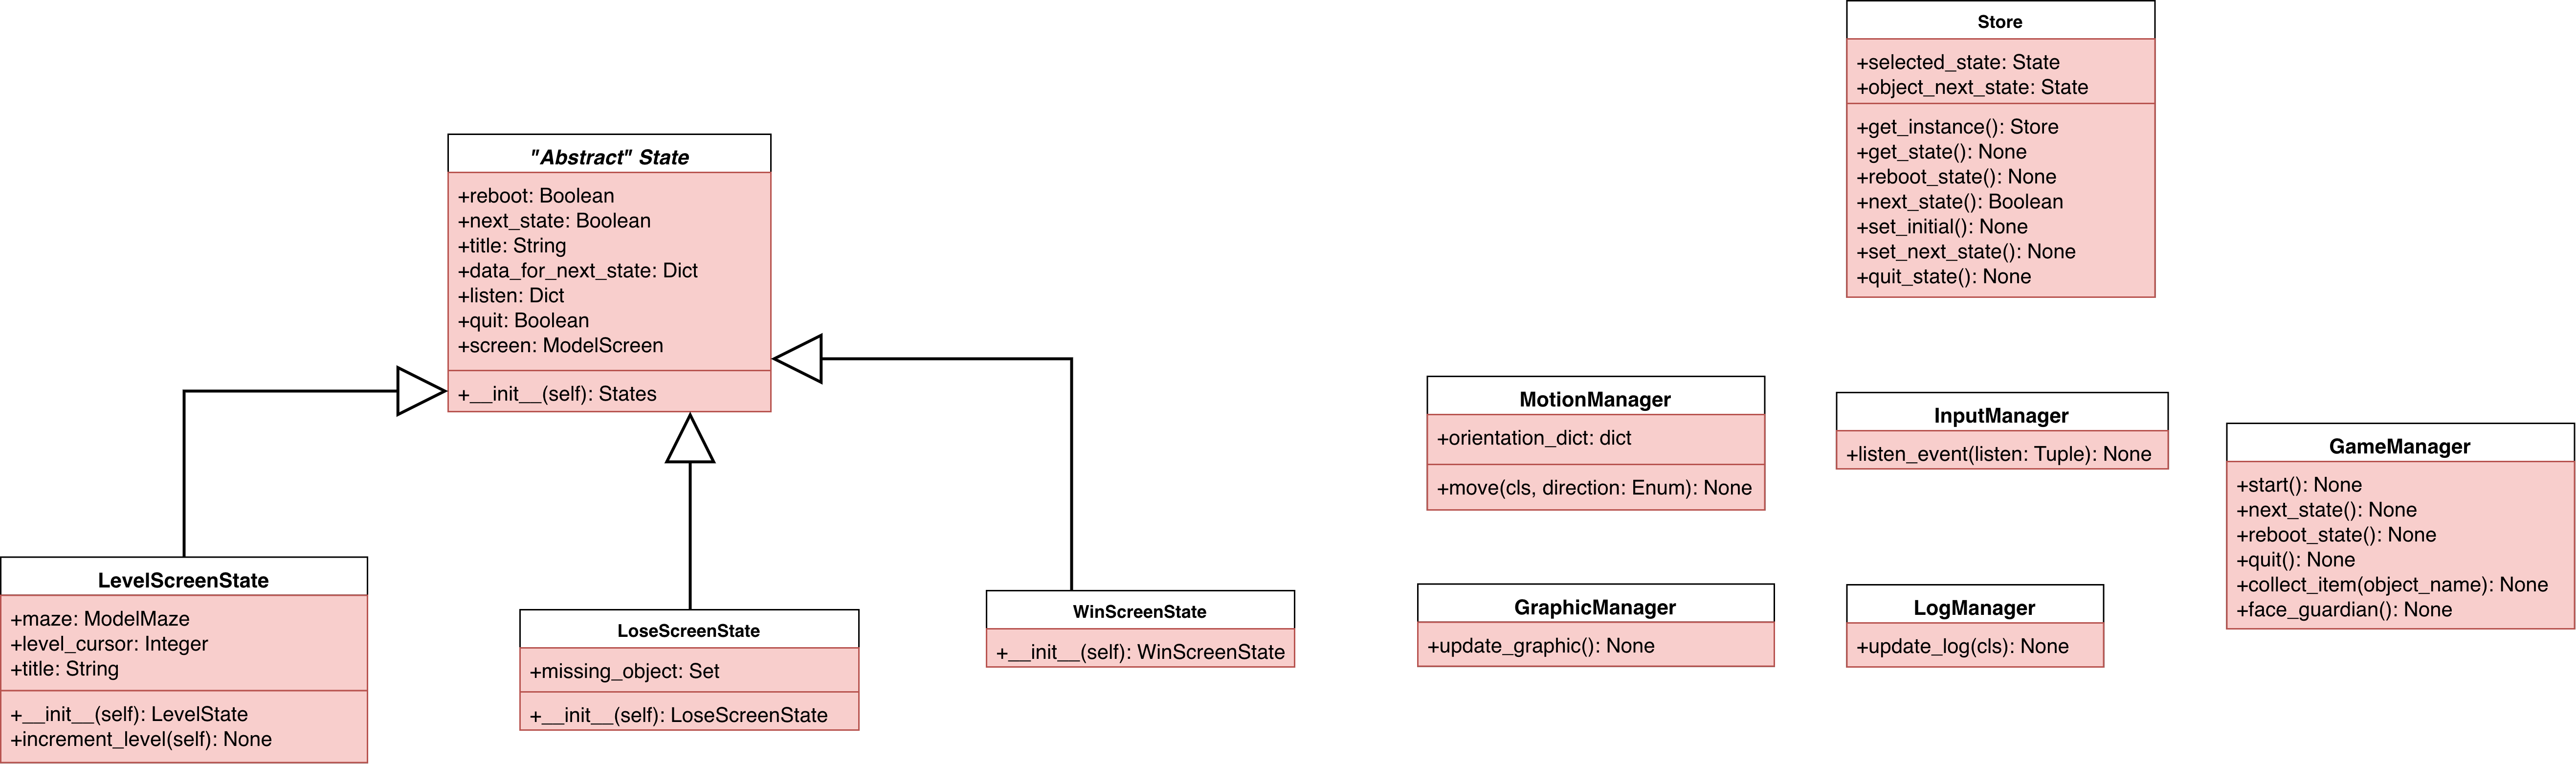 Store
+selected_state: State
+object_next_state: State
+get_instance(): Store
+get_state(): None
+reboot_state(): None
+next_state(): Boolean
+set_initial(): None
+set_next_state(): None
+quit_state(): None
"Abstract" State
+reboot: Boolean
+next_state: Boolean
+title: String
+data_for_next_state: Dict
+listen: Dict
+quit: Boolean
+screen: ModelScreen
+__init__(self): States
MotionManager
+orientation_dict: dict
+move(cls, direction: Enum): None
InputManager
+listen_event(listen: Tuple): None
GameManager
+start(): None
+next_state(): None
+reboot_state(): None
+quit(): None
+collect_item(object_name): None
+face_guardian(): None
LevelScreenState
+maze: ModelMaze
+level_cursor: Integer
+title: String
+__init__(self): LevelState
+increment_level(self): None
LoseScreenState
+missing_object: Set
+__init__(self): LoseScreenState
WinScreenState
+__init__(self): WinScreenState
GraphicManager
+update_graphic(): None
LogManager
+update_log(cls): None